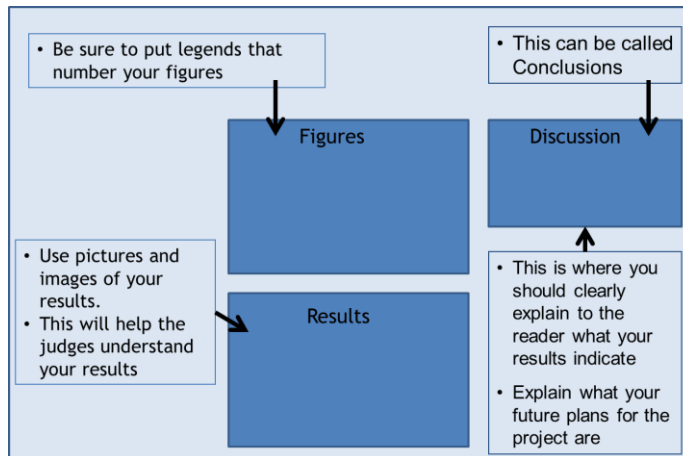 • Be sure to put legends that
number your figures
• This can be called
Conclusions
Figures
Discussion
• Use pictures and
images of your
results.
• This will help the
judges understand
your results
Results
• This is where you
should clearly
explain to the
reader what your
results indicate
• Explain what your
future plans for the
project are